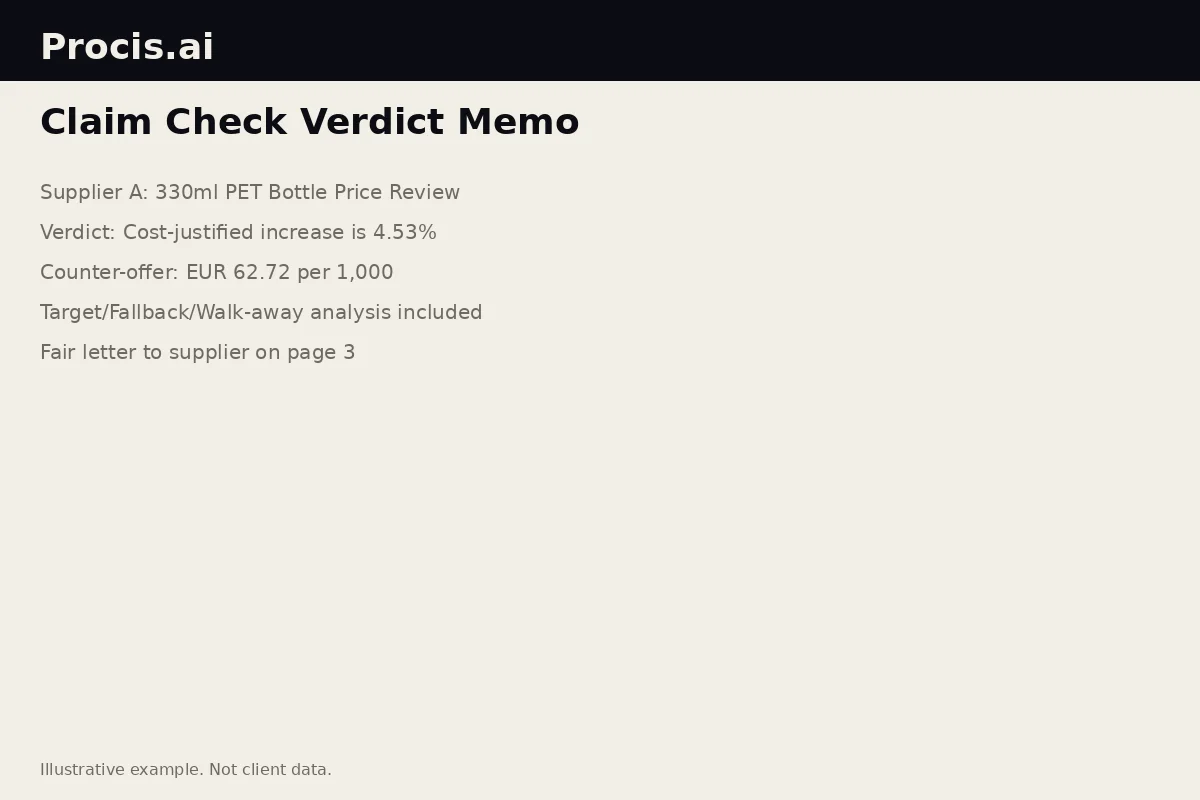 Procis.ai
Claim Check Verdict Memo
Supplier A: 330ml PET Bottle Price Review
Verdict: Cost-justified increase is 4.53%
Counter-offer: EUR 62.72 per 1,000
Target/Fallback/Walk-away analysis included
Fair letter to supplier on page 3
Illustrative example. Not client data.